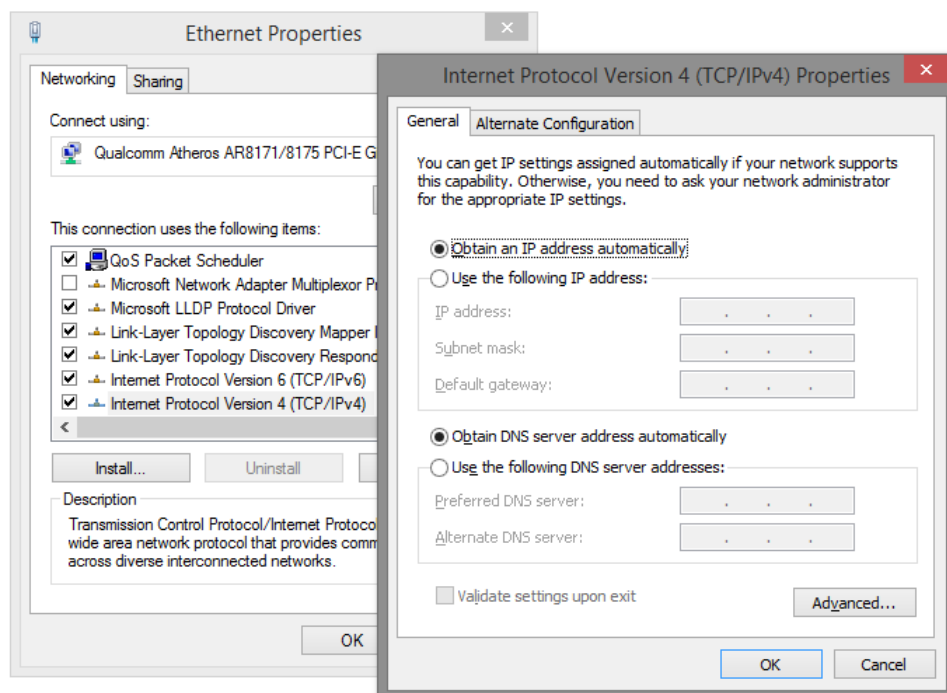 Ethernet Properties
Networking
Sharing
Connect using:
Qualcomm Atheros AR8171/8175 PCI-E G
This connection uses the following items:
QoS Packet Scheduler
Microsoft Network Adapter Multiplexor Pr
Microsoft LLDP Protocol Driver
Link-Layer Topology Discovery Mapper I
Link-Layer Topology Discovery Respond
Internet Protocol Version 6 (TCP/IPv6)
Internet Protocol Version 4 (TCP/IPv4)
Install...
Uninstall
Description
Transmission Control Protocol/Internet Protoco
wide area network protocol that provides comm
across diverse interconnected networks.
OK
Internet Protocol Version 4 (TCP/IPv4) Properties
General
Alternate Configuration
You can get IP settings assigned automatically if your network supports
this capability. Otherwise, you need to ask your network administrator
for the appropriate IP settings.
Obtain an IP address automatically
Use the following IP address:
IP address:
Subnet mask:
Default gateway:
Obtain DNS server address automatically
Use the following DNS server addresses:
Preferred DNS server:
Alternate DNS server:
Validate settings upon exit
Advanced...
OK
Cancel